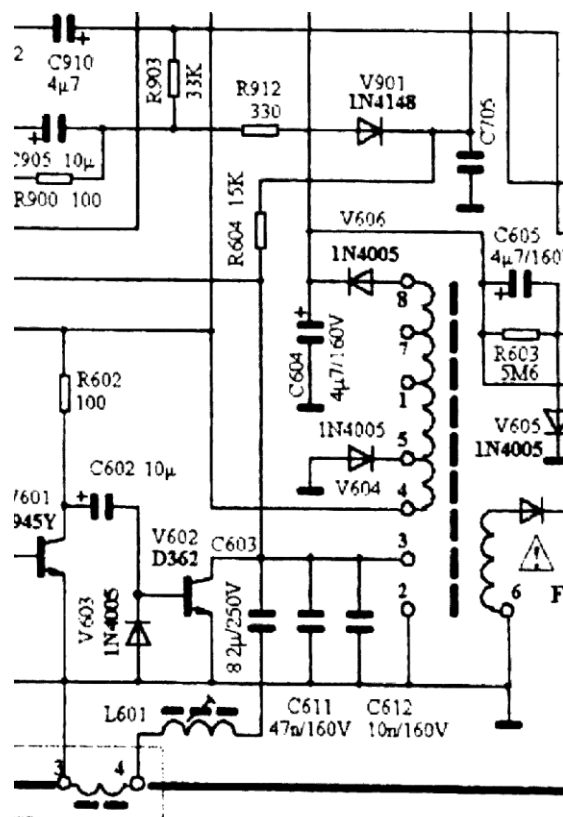 2
C910
4µ7
R903
33K
R912
330
V901
1N4148
C705
C905 10µ
R900 100
R604 15K
V606
1N4005
C605
4µ7/160V
8
7
1
5
4
3
2
6
C604
4µ7/160V
R603
5M6
R602
100
1N4005
V604
V605
1N4005
C602 10µ
V601
945Y
V602
D362
C603
8 2µ/250V
V603
1N4005
L601
C611
47n/160V
C612
10n/160V
F
3
4